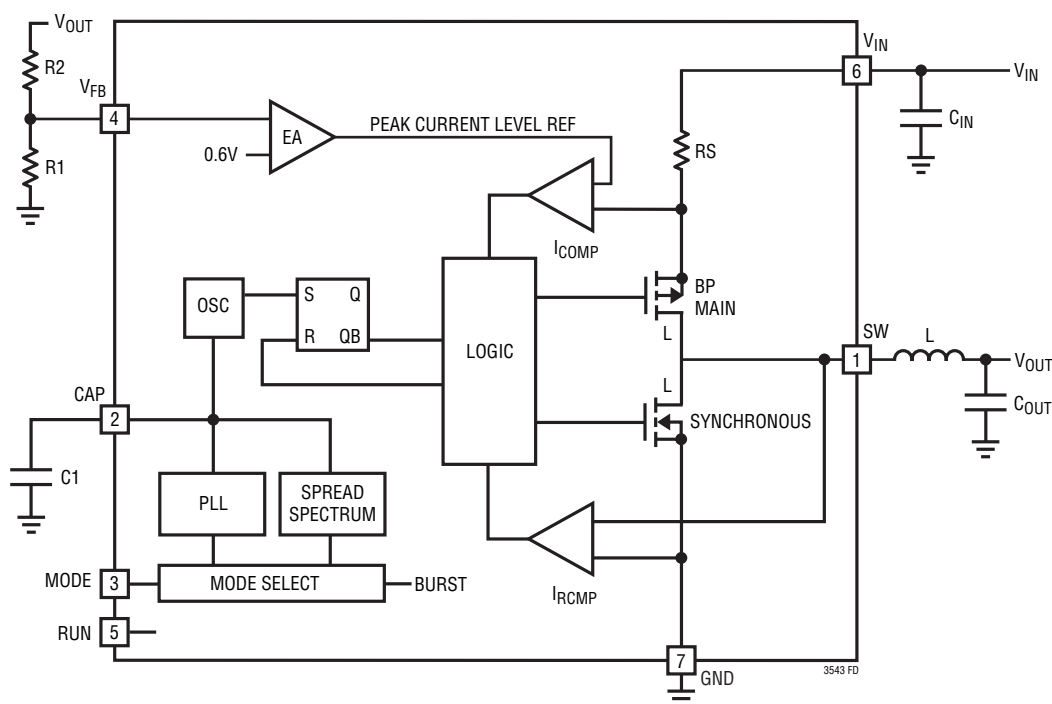 VOUT
R2
VFB
4
R1
0.6V
EA
PEAK CURRENT LEVEL REF
ICOMP
VIN
6
VIN
CIN
RS
OSC
S
Q
R
QB
LOGIC
BP
MAIN
L
SW
1
L
VOUT
COUT
L
SYNCHRONOUS
CAP
2
C1
PLL
SPREAD
SPECTRUM
MODE
3
MODE SELECT
BURST
IRCMP
RUN
5
7
GND
3543 FD